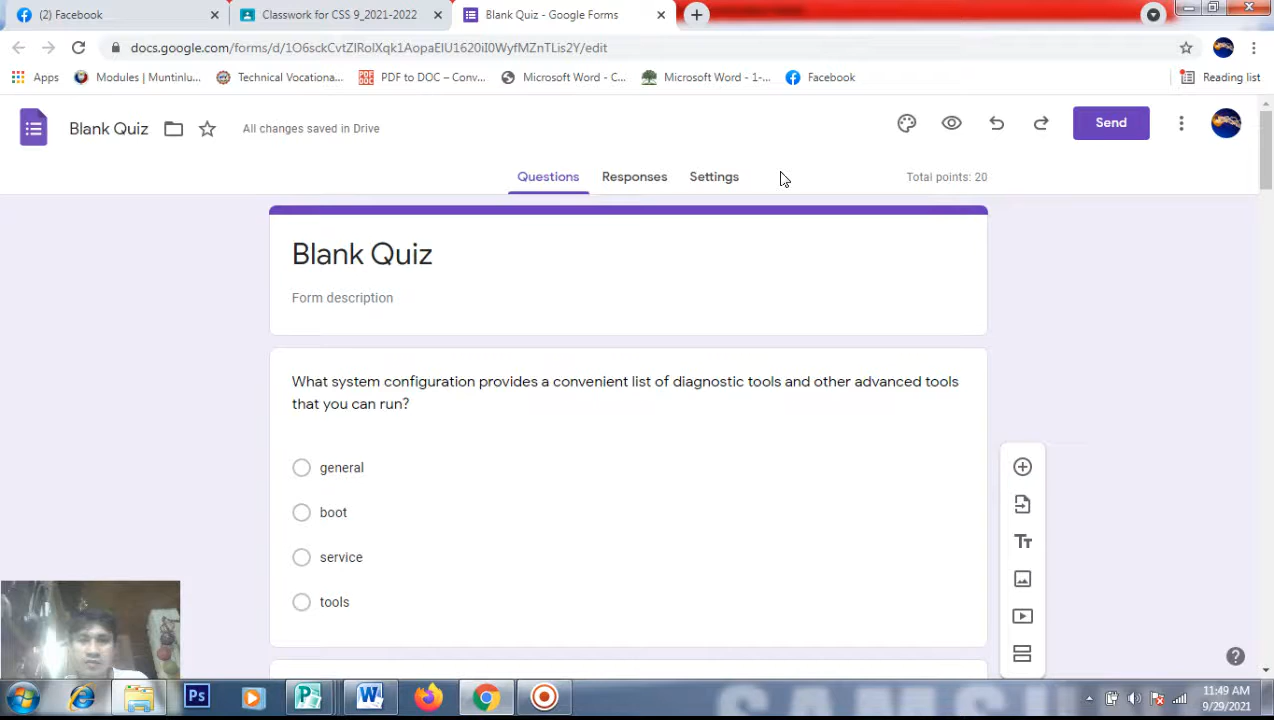 (2) Facebook
Classwork for CSS 9_2021-2022
Blank Quiz - Google Forms
docs.google.com/forms/d/1O6sckCvtZlRolXqk1AopaElU1620iI0WyfMZnTLis2Y/edit
Apps
Modules | Muntinlu...
Technical Vocationa...
PDF to DOC – Conv...
Microsoft Word - C...
Microsoft Word - 1-...
Facebook
Reading list
Blank Quiz
All changes saved in Drive
Send
Questions
Responses
Settings
Total points: 20
Blank Quiz
Form description
What system configuration provides a convenient list of diagnostic tools and other advanced tools
that you can run?
general
boot
service
tools
Ps
SAMSU
11:49 AM
9/29/2021